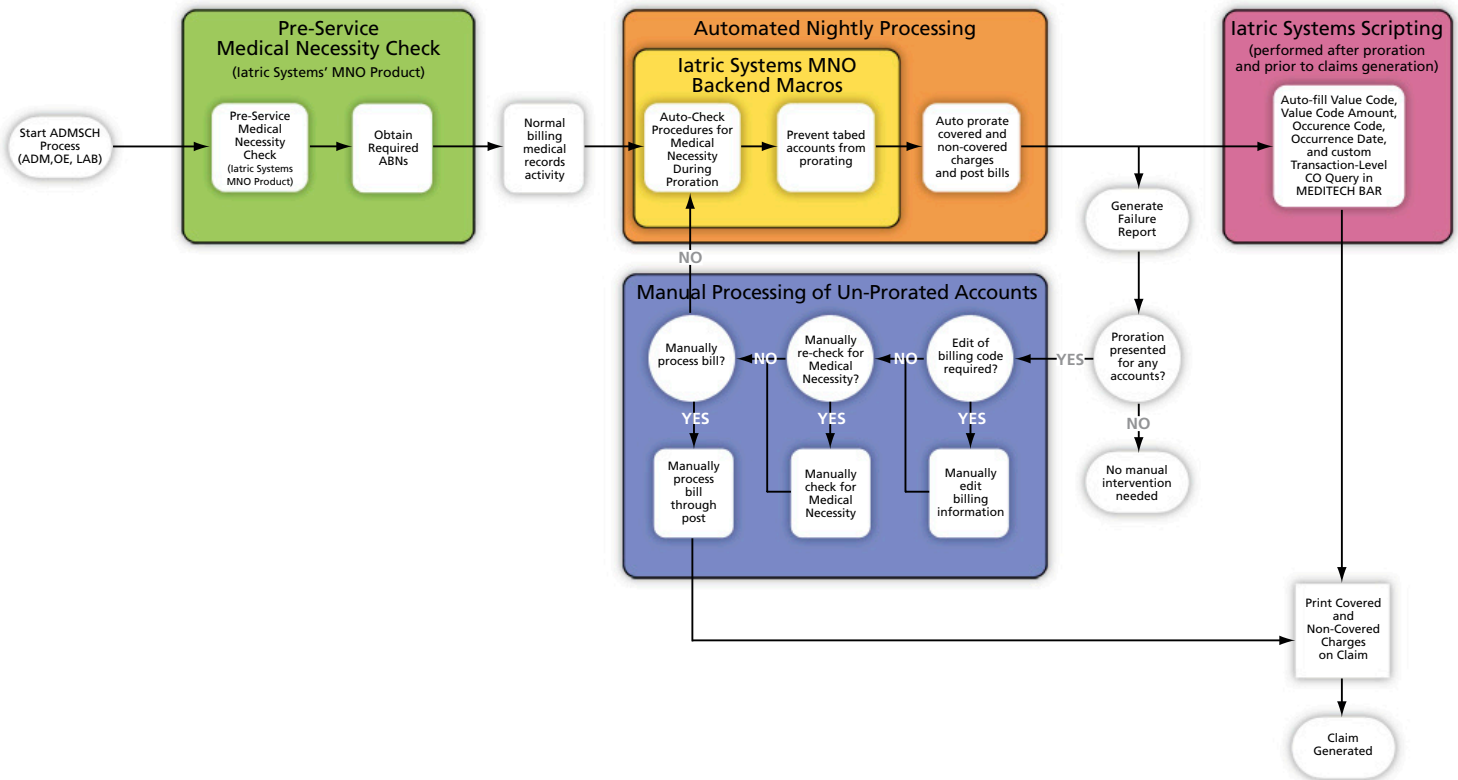 Pre-Service
Medical Necessity Check
(Iatric Systems' MNO Product)
Start ADMSCH
Process
(ADM,OE, LAB)
Pre-Service
Medical
Necessity
Check
(Iatric Systems
MNO Product)
Obtain
Required
ABNs
Normal
billing
medical
records
activity
Automated Nightly Processing
Iatric Systems MNO
Backend Macros
Auto-Check
Procedures for
Medical
Necessity
During
Proration
Prevent tabed
accounts from
prorating
Auto prorate
covered and
non-covered
charges
and post bills
Iatric Systems Scripting
(performed after proration
and prior to claims generation)
Auto-fill Value Code,
Value Code Amount,
Occurence Code,
Occurrence Date,
and custom
Transaction-Level
CO Query in
MEDITECH BAR
Generate
Failure
Report
NO
Manual Processing of Un-Prorated Accounts
Manually
process bill?
NO
Manually
re-check for
Medical
Necessity?
NO
Edit of
billing code
required?
YES
Proration
presented
for any
accounts?
YES
YES
YES
NO
Manually
process
bill
through
post
Manually
check for
Medical
Necessity
Manually
edit
billing
information
No manual
intervention
needed
Print Covered
and
Non-Covered
Charges
on Claim
Claim
Generated